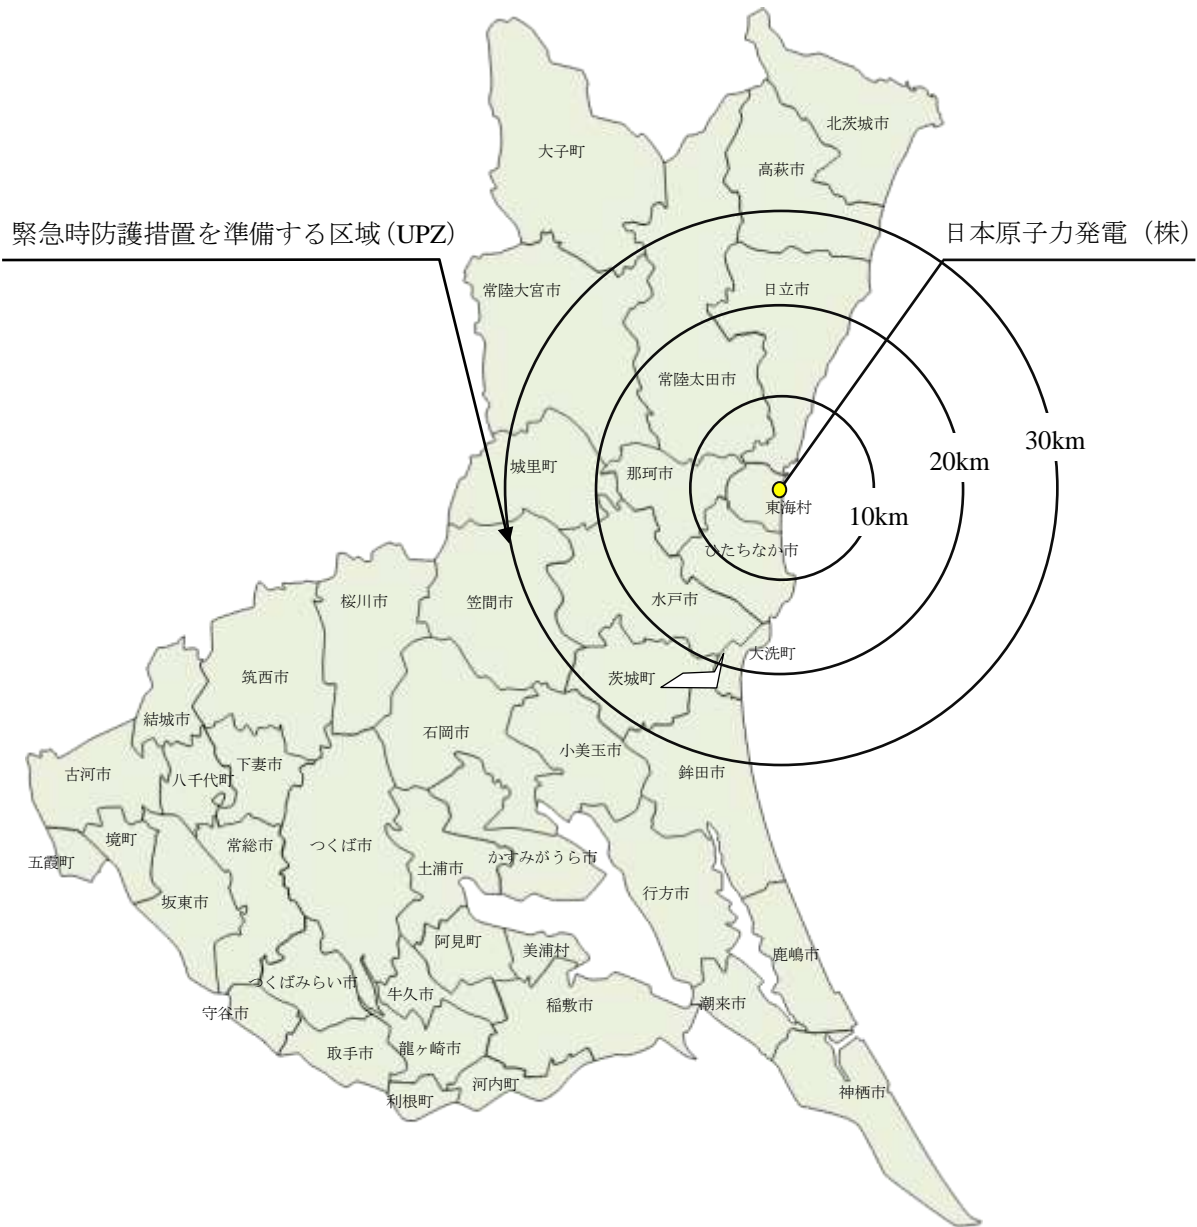 北茨城市
大子町
高萩市
緊急時防護措置を準備する区域(UPZ)
日本原子力発電（株）
常陸大宮市
日立市
常陸太田市
30km
20km
城里町
那珂市
東海村
10km
ひたちなか市
桜川市
笠間市
水戸市
大洗町
筑西市
茨城町
結城市
石岡市
小美玉市
古河市
八千代町
下妻市
鉾田市
境町
常総市
つくば市
五霞町
土浦市
かすみがうら市
坂東市
行方市
阿見町
美浦村
鹿嶋市
つくばみらい市
牛久市
稲敷市
潮来市
守谷市
取手市
龍ヶ崎市
河内町
利根町
神栖市